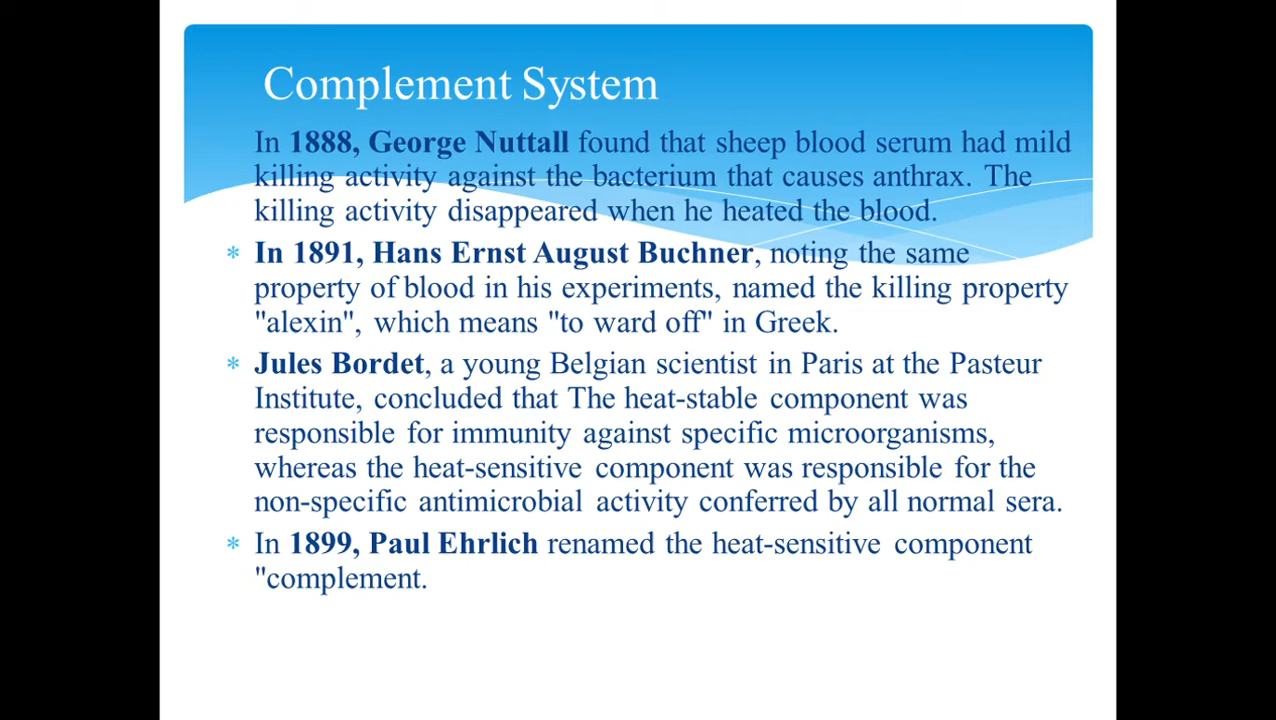 Complement System
In 1888, George Nuttall found that sheep blood serum had mild
killing activity against the bacterium that causes anthrax. The
killing activity disappeared when he heated the blood.
* In 1891, Hans Ernst August Buchner, noting the same
property of blood in his experiments, named the killing property
"alexin", which means "to ward off" in Greek.
* Jules Bordet, a young Belgian scientist in Paris at the Pasteur
Institute, concluded that The heat-stable component was
responsible for immunity against specific microorganisms,
whereas the heat-sensitive component was responsible for the
non-specific antimicrobial activity conferred by all normal sera.
* In 1899, Paul Ehrlich renamed the heat-sensitive component
"complement.